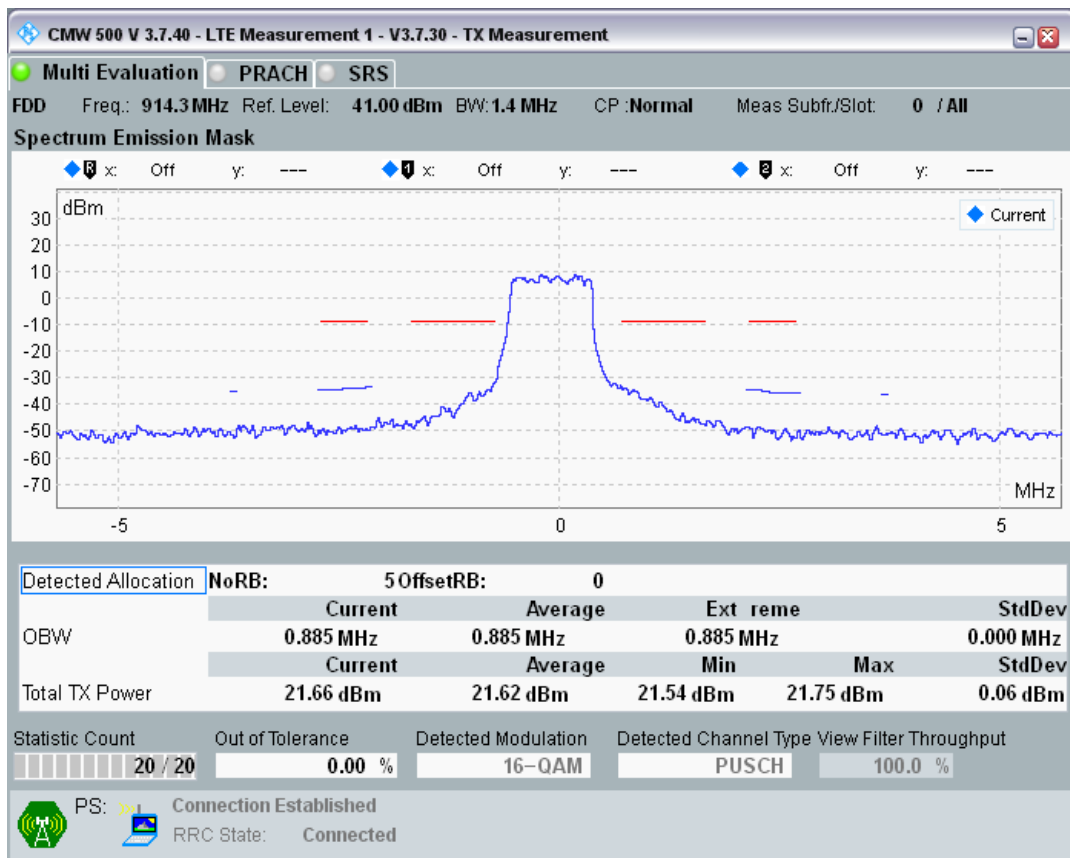 CMW 500 V 3.7.40 - LTE Measurement 1 - V3.7.30 - TX Measurement
Multi Evaluation PRACH SRS
FDD Freq.: 914.3 MHz Ref. Level: 41.00 dBm BW: 1.4 MHz CP :Normal Meas Subfr./Slot: 0 / All
Spectrum Emission Mask
R x: Off y: --- 1 x: Off y: --- 2 x: Off y: ---
dBm
Current
30
20
10
0
-10
-20
-30
-40
-50
-60
-70
MHz
-5 0 5
Detected Allocation NoRB: 5 OffsetRB: 0
Current Average Ext reme StdDev
OBW 0.885 MHz 0.885 MHz 0.885 MHz 0.000 MHz
Current Average Min Max StdDev
Total TX Power 21.66 dBm 21.62 dBm 21.54 dBm 21.75 dBm 0.06 dBm
Statistic Count Out of Tolerance Detected Modulation Detected Channel Type View Filter Throughput
20 / 20 0.00 % 16-QAM PUSCH 100.0 %
PS: Connection Established
RRC State: Connected